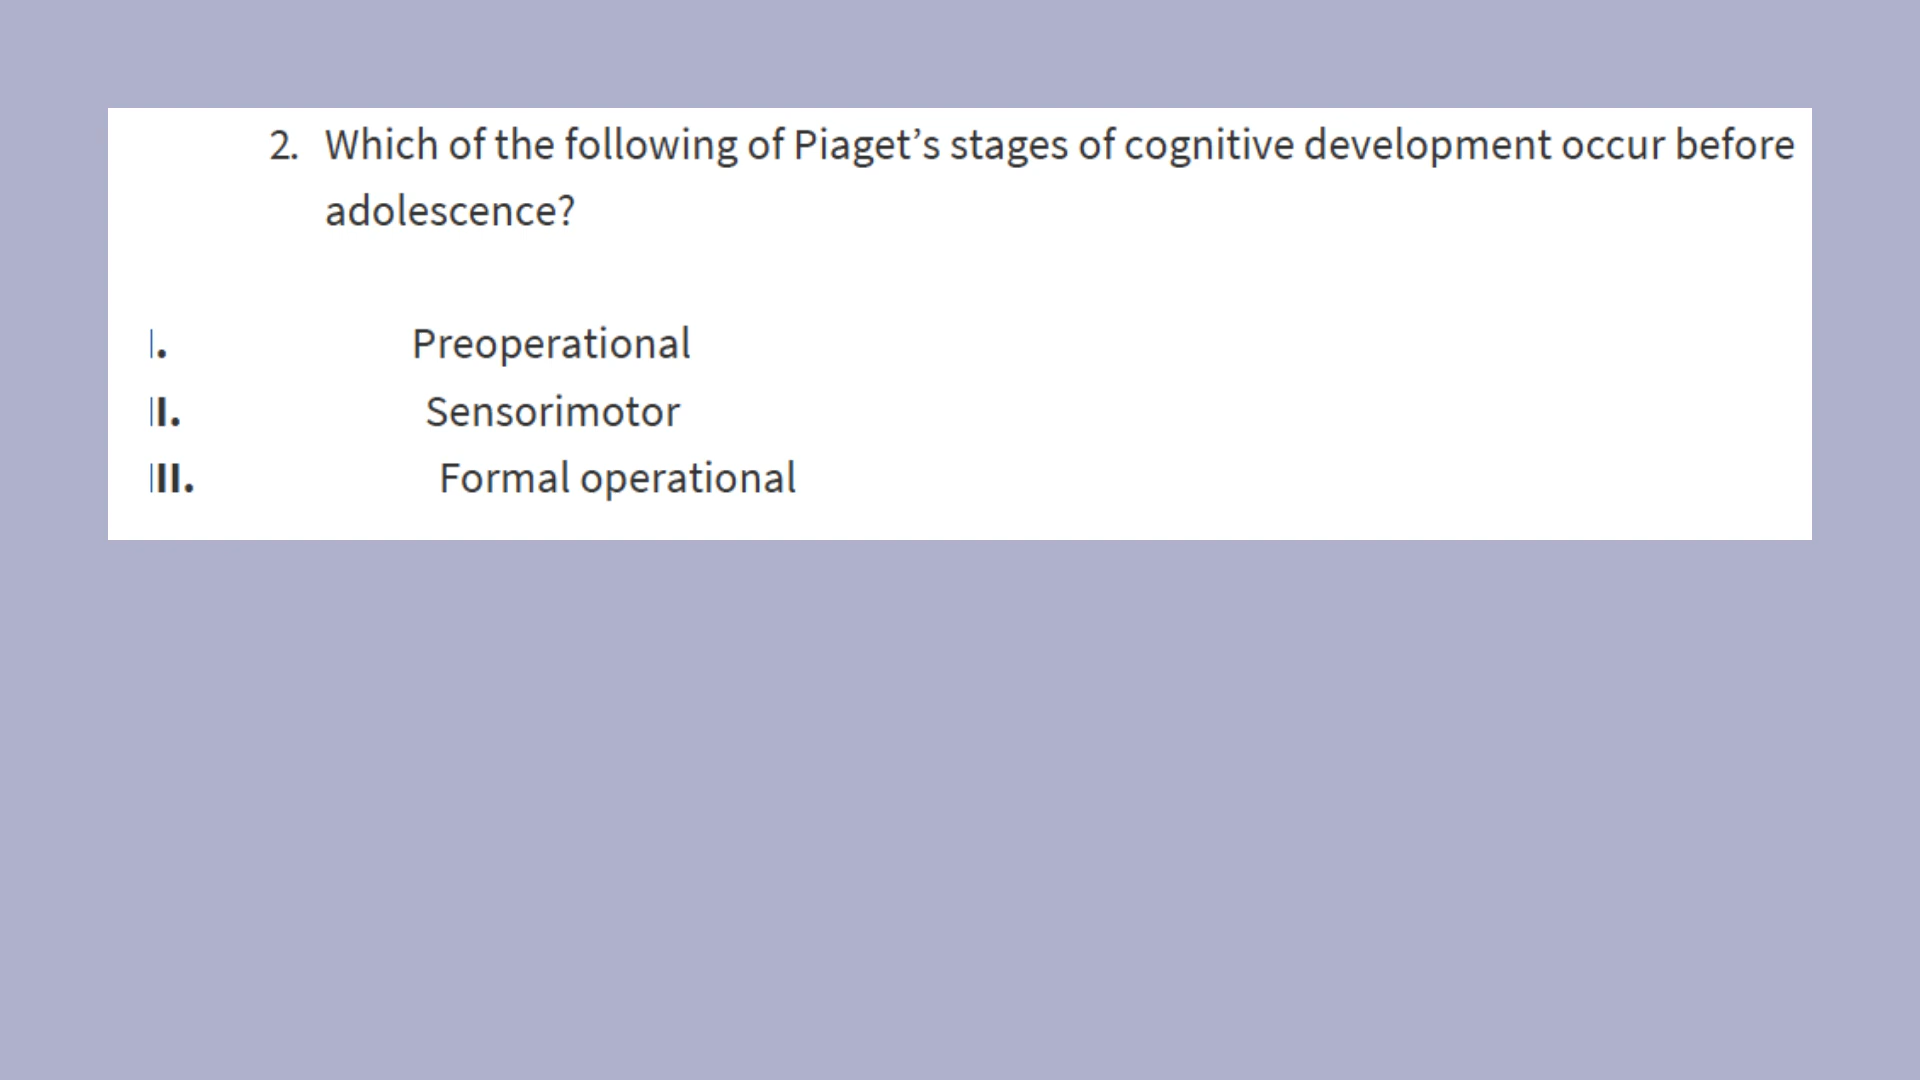 2. Which of the following of Piaget’s stages of cognitive development occur before
adolescence?
I. Preoperational
II. Sensorimotor
III. Formal operational